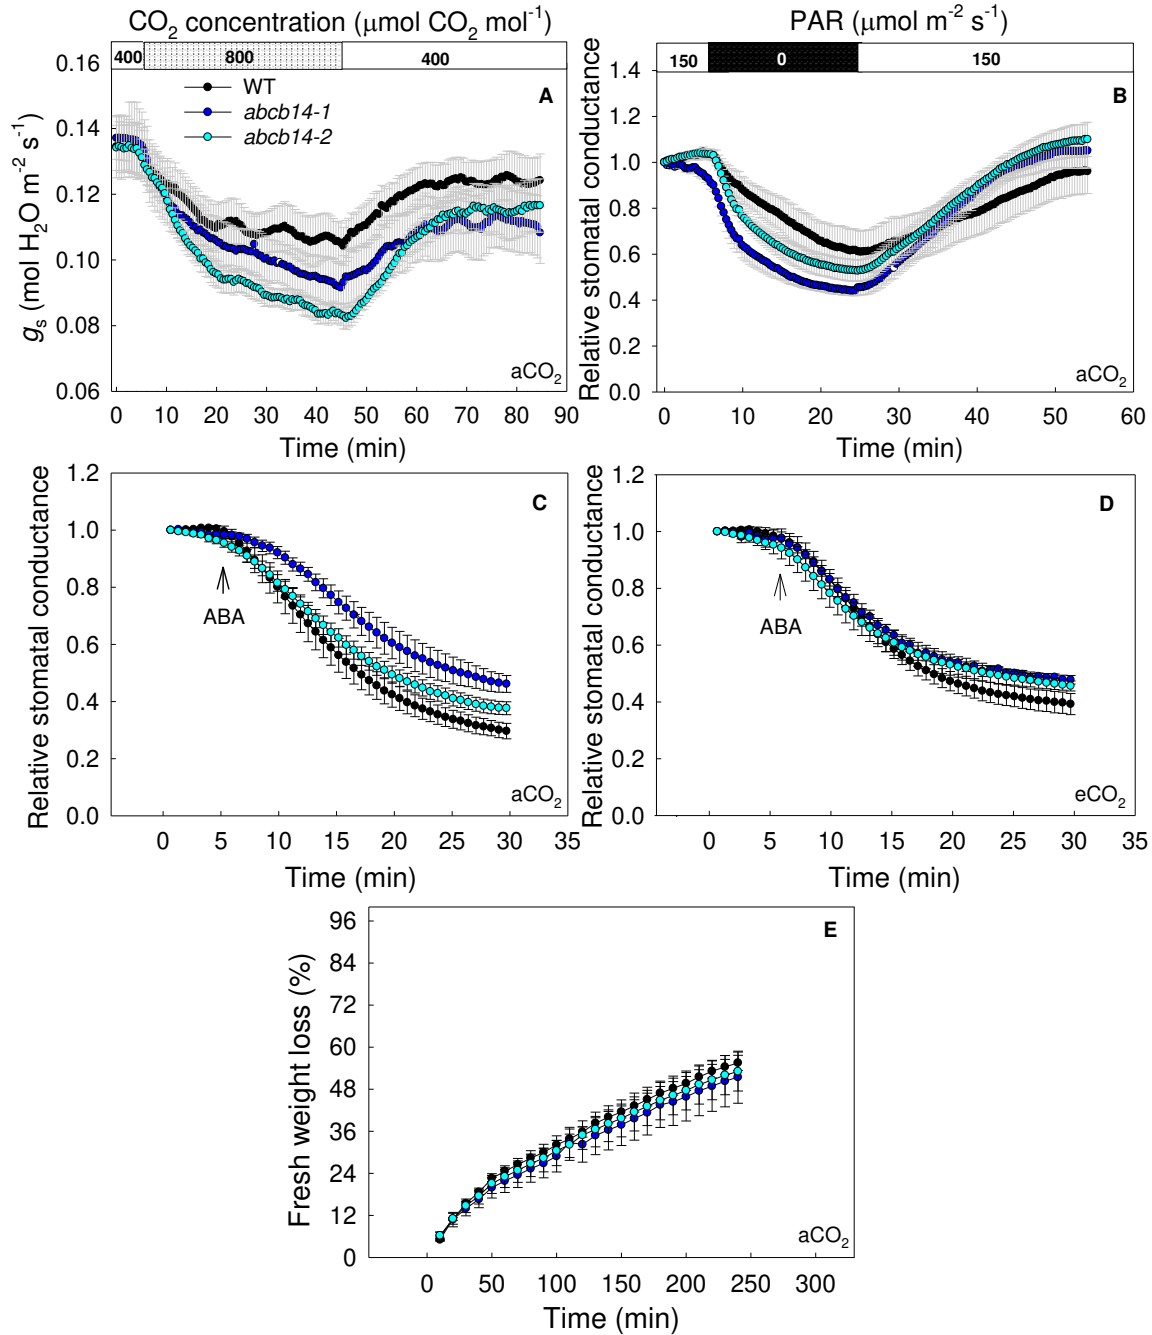 CO₂ concentration (μmol CO₂ mol⁻¹)
PAR (μmol m⁻² s⁻¹)
400 800 400
150 0 150
WT
abcb14-1
abcb14-2
A
B
0.16
0.14
0.12
0.10
0.08
0.06
gₛ (mol H₂O m⁻² s⁻¹)
aCO₂
0 10 20 30 40 50 60 70 80 90
Time (min)
1.4
1.2
1.0
0.8
0.6
0.4
0.2
0.0
Relative stomatal conductance
aCO₂
0 10 20 30 40 50 60
Time (min)
C
1.2
1.0
0.8
0.6
0.4
0.2
0.0
Relative stomatal conductance
ABA
aCO₂
0 5 10 15 20 25 30 35
Time (min)
D
1.2
1.0
0.8
0.6
0.4
0.2
0.0
Relative stomatal conductance
ABA
eCO₂
0 5 10 15 20 25 30 35
Time (min)
E
96
84
72
60
48
36
24
12
0
Fresh weight loss (%)
aCO₂
0 50 100 150 200 250 300
Time (min)